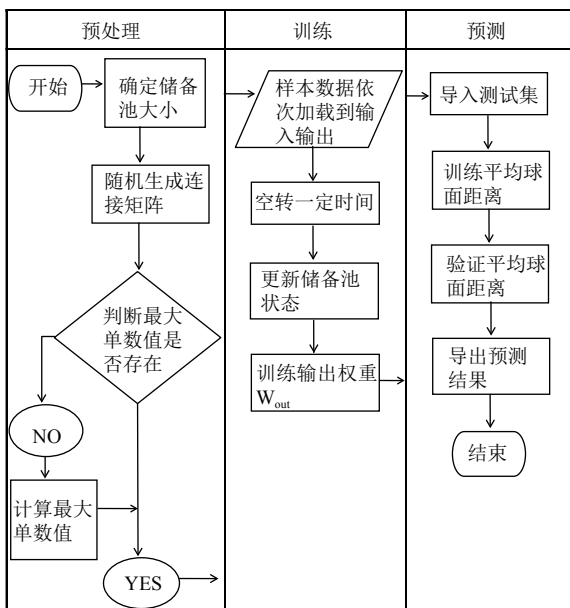 预处理
开始
确定储备
池大小
随机生成连
接矩阵
判断最大
单数值是
否存在
NO
计算最大
单数值
YES
训练
样本数据依
次加载到输
入输出
空转一定时间
更新储备池
状态
训练输出权重
W_out
预测
导入测试集
训练平均球
面距离
验证平均球
面距离
导出预测
结果
结束